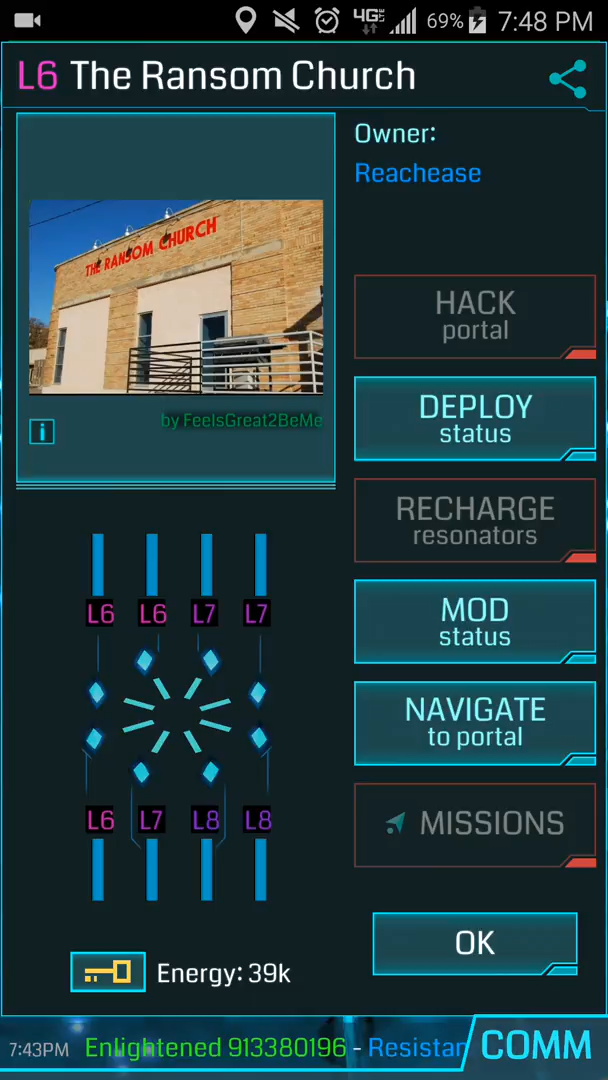 4G LTE 69% 7:48 PM
L6 The Ransom Church
Owner:
Reachease
THE RANSOM CHURCH
by FeelsGreat2BeMe
i
HACK
portal
DEPLOY
status
RECHARGE
resonators
MOD
status
NAVIGATE
to portal
MISSIONS
L6 L6 L7 L7
L6 L7 L8 L8
Energy: 39k
OK
7:43PM Enlightened 913380196 - Resistan
COMM